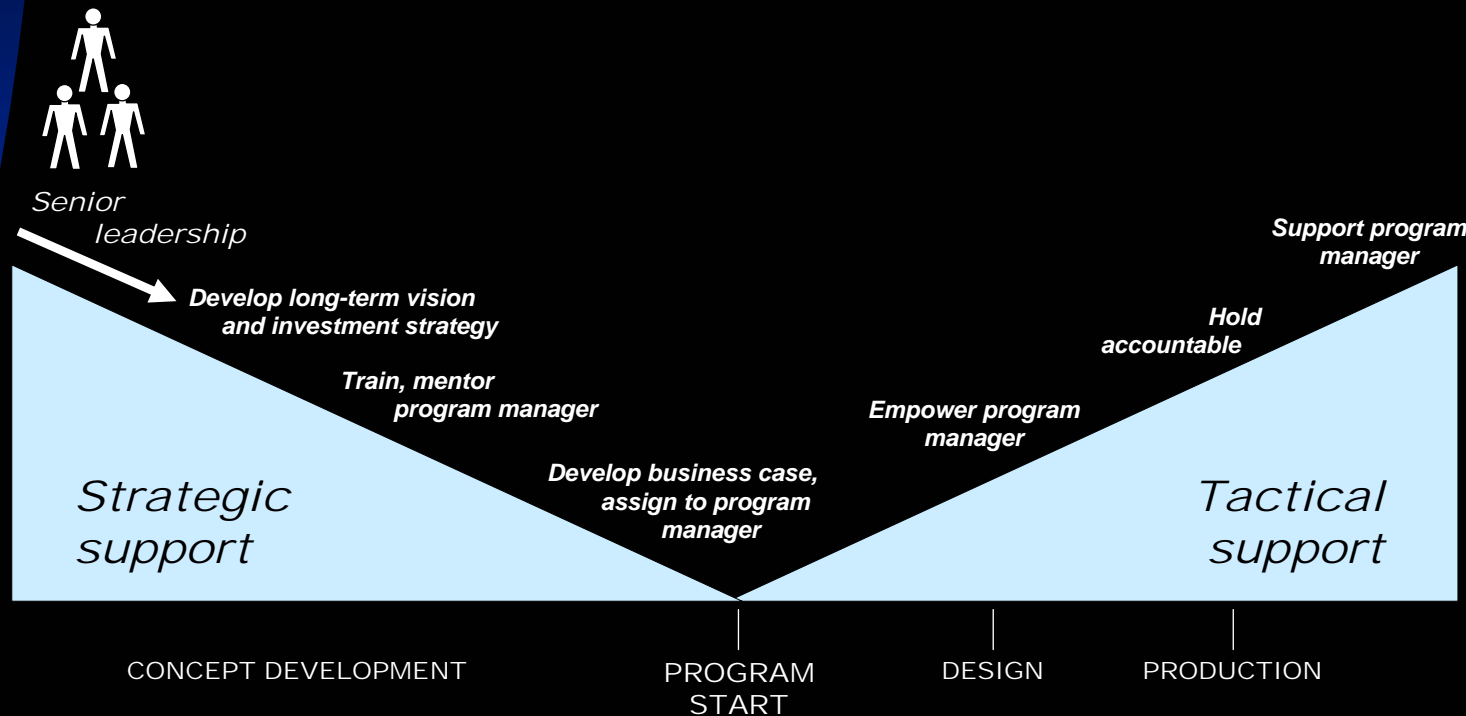 Senior
leadership
Develop long-term vision
and investment strategy
Train, mentor
program manager
Develop business case,
assign to program
manager
Empower program
manager
Hold
accountable
Support program
manager
Strategic
support
Tactical
support
CONCEPT DEVELOPMENT
PROGRAM
START
DESIGN
PRODUCTION